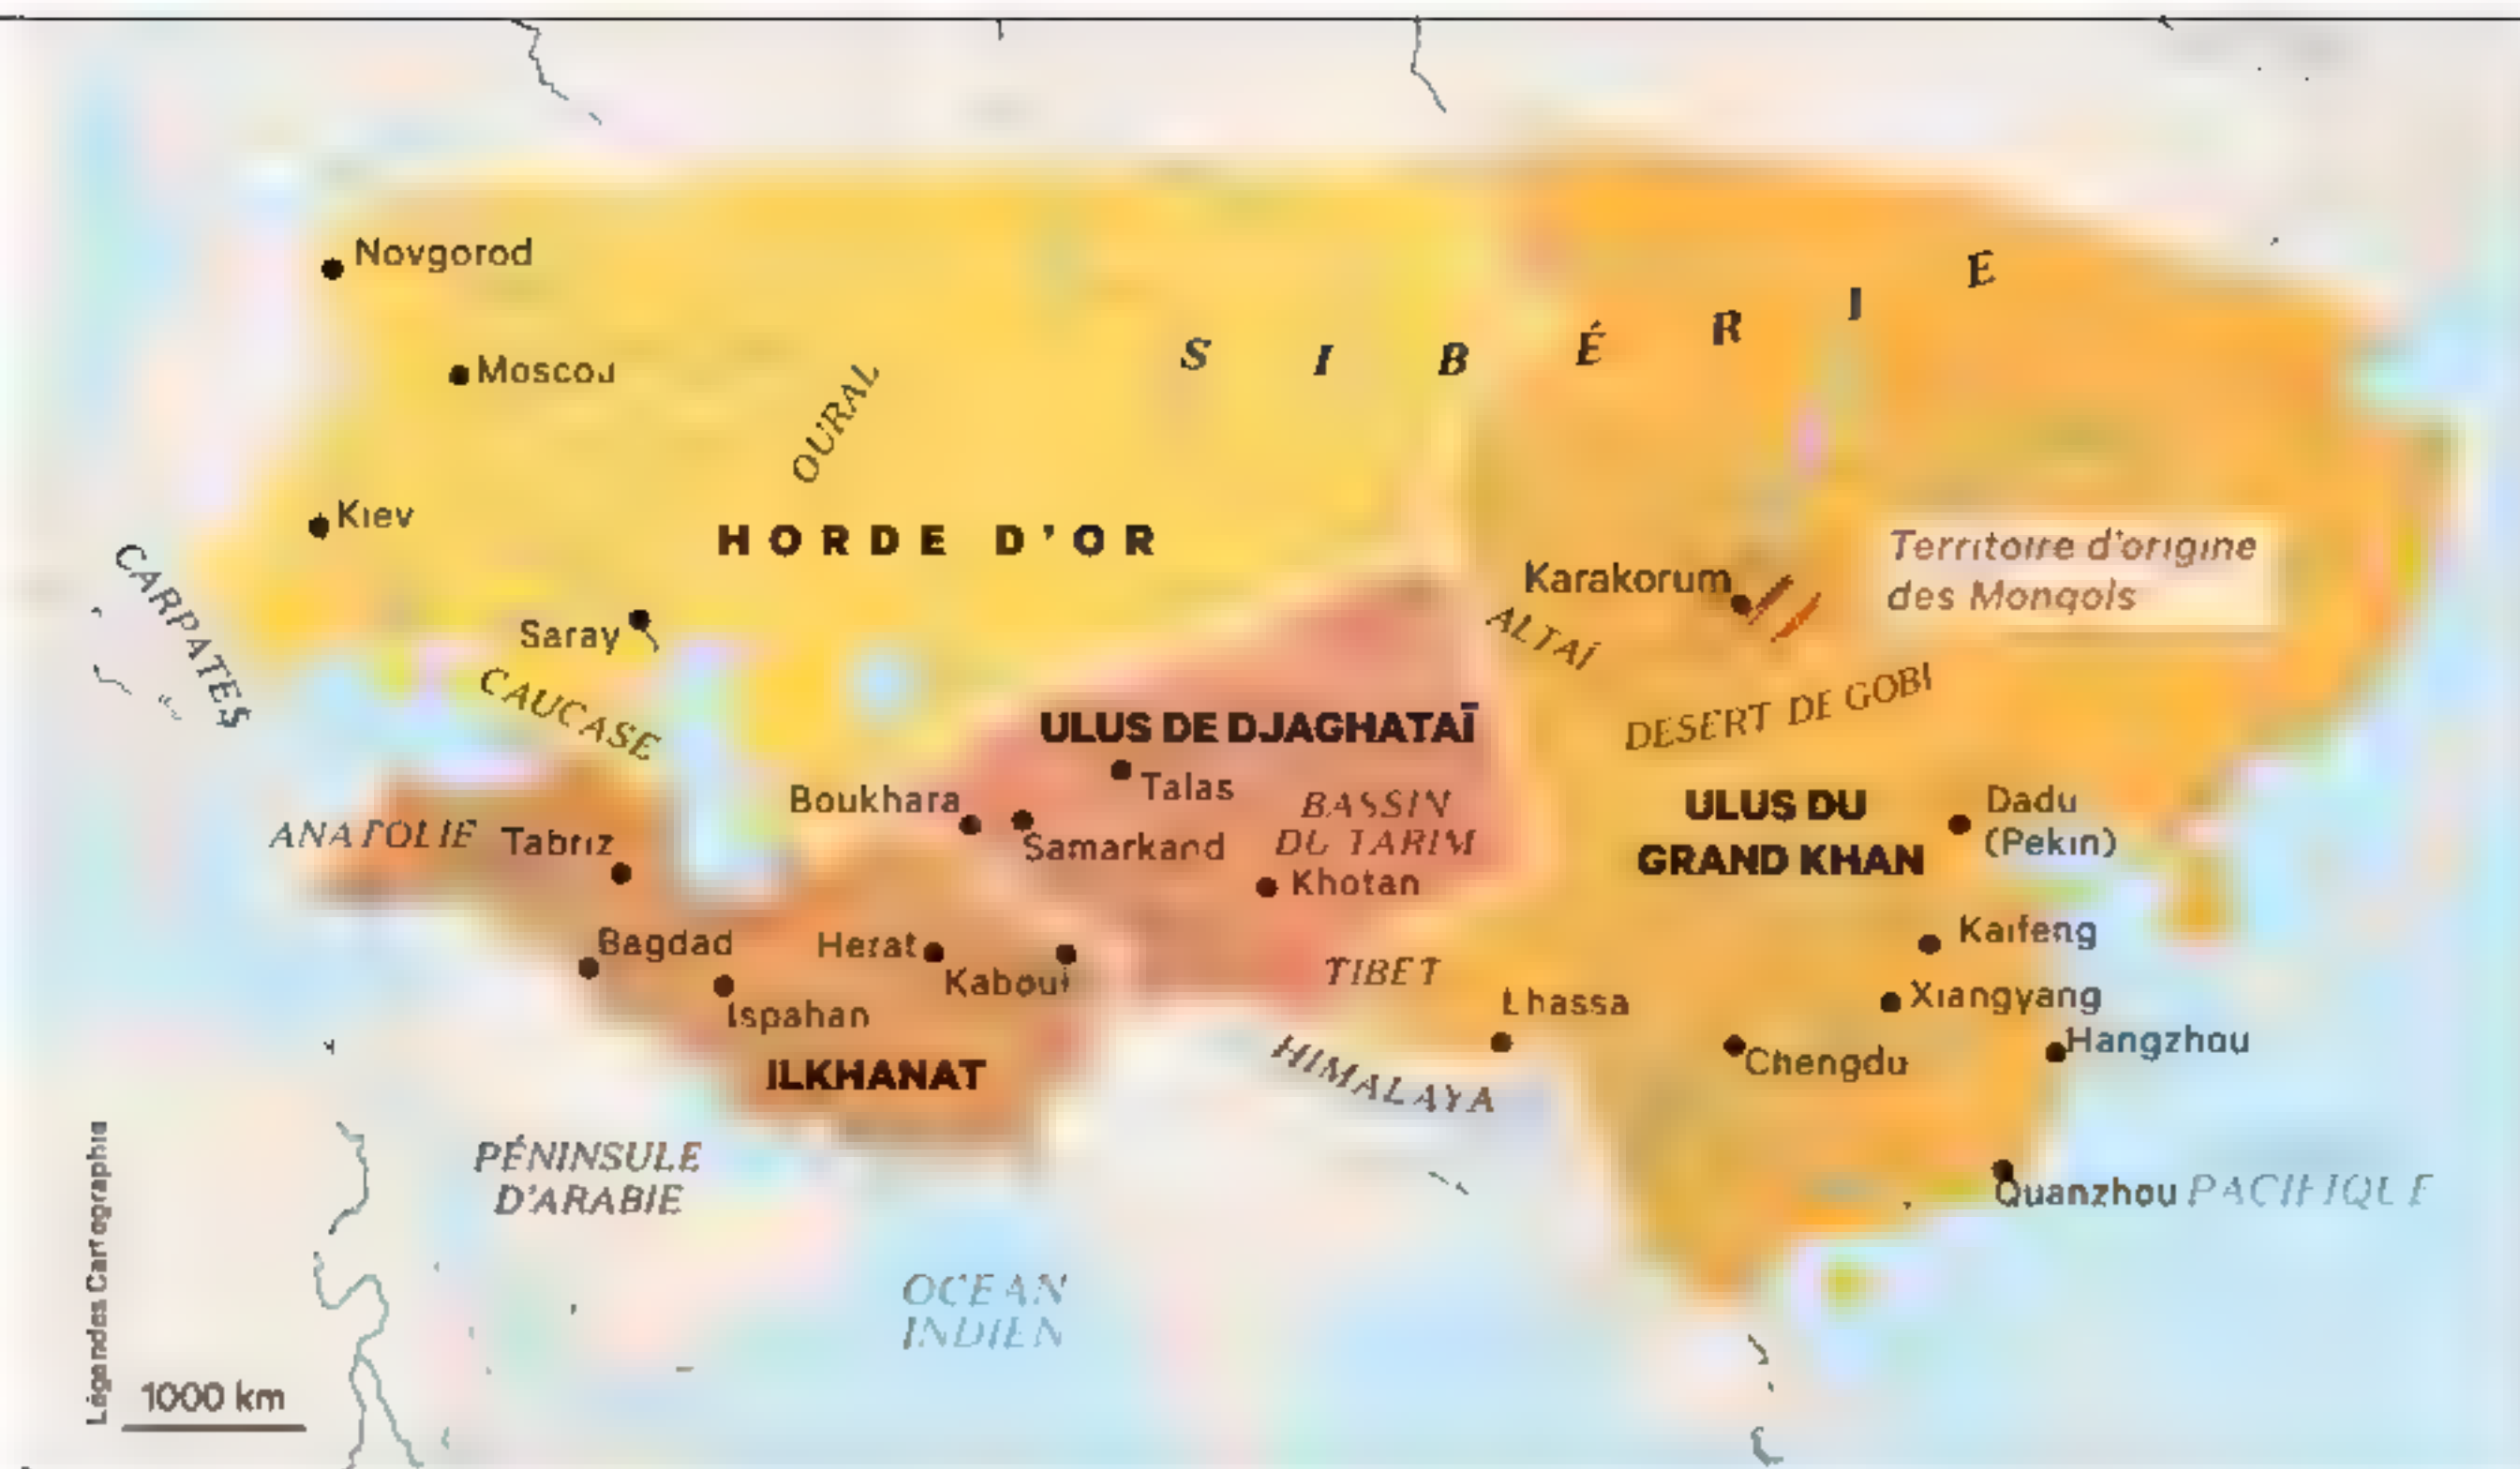 Novgorod
Moscou
SIBÉRIE
OURAL
Kiev
HORDE D'OR
CARPATES
Saray
CAUCASE
Karakorum
Territoire d'origine
des Mongols
ALTAÏ
DESERT DE GOBI
ULUS DE DJAGHATAÏ
Talas
Boukhara
Samarkand
BASSIN
DU TARIM
Khotan
ULUS DU
GRAND KHAN
Dadu
(Pekin)
ANATOLIE
Tabriz
Bagdad
Herat
Kaboul
Ispahan
ILKHANAT
TIBET
Lhassa
HIMALAYA
Kaifeng
Xiangyang
Hangzhou
Chengdu
Quanzhou
PACIFIQUE
PÉNINSULE
D'ARABIE
OCEAN
INDIEN
Légendes Cartographie
1000 km